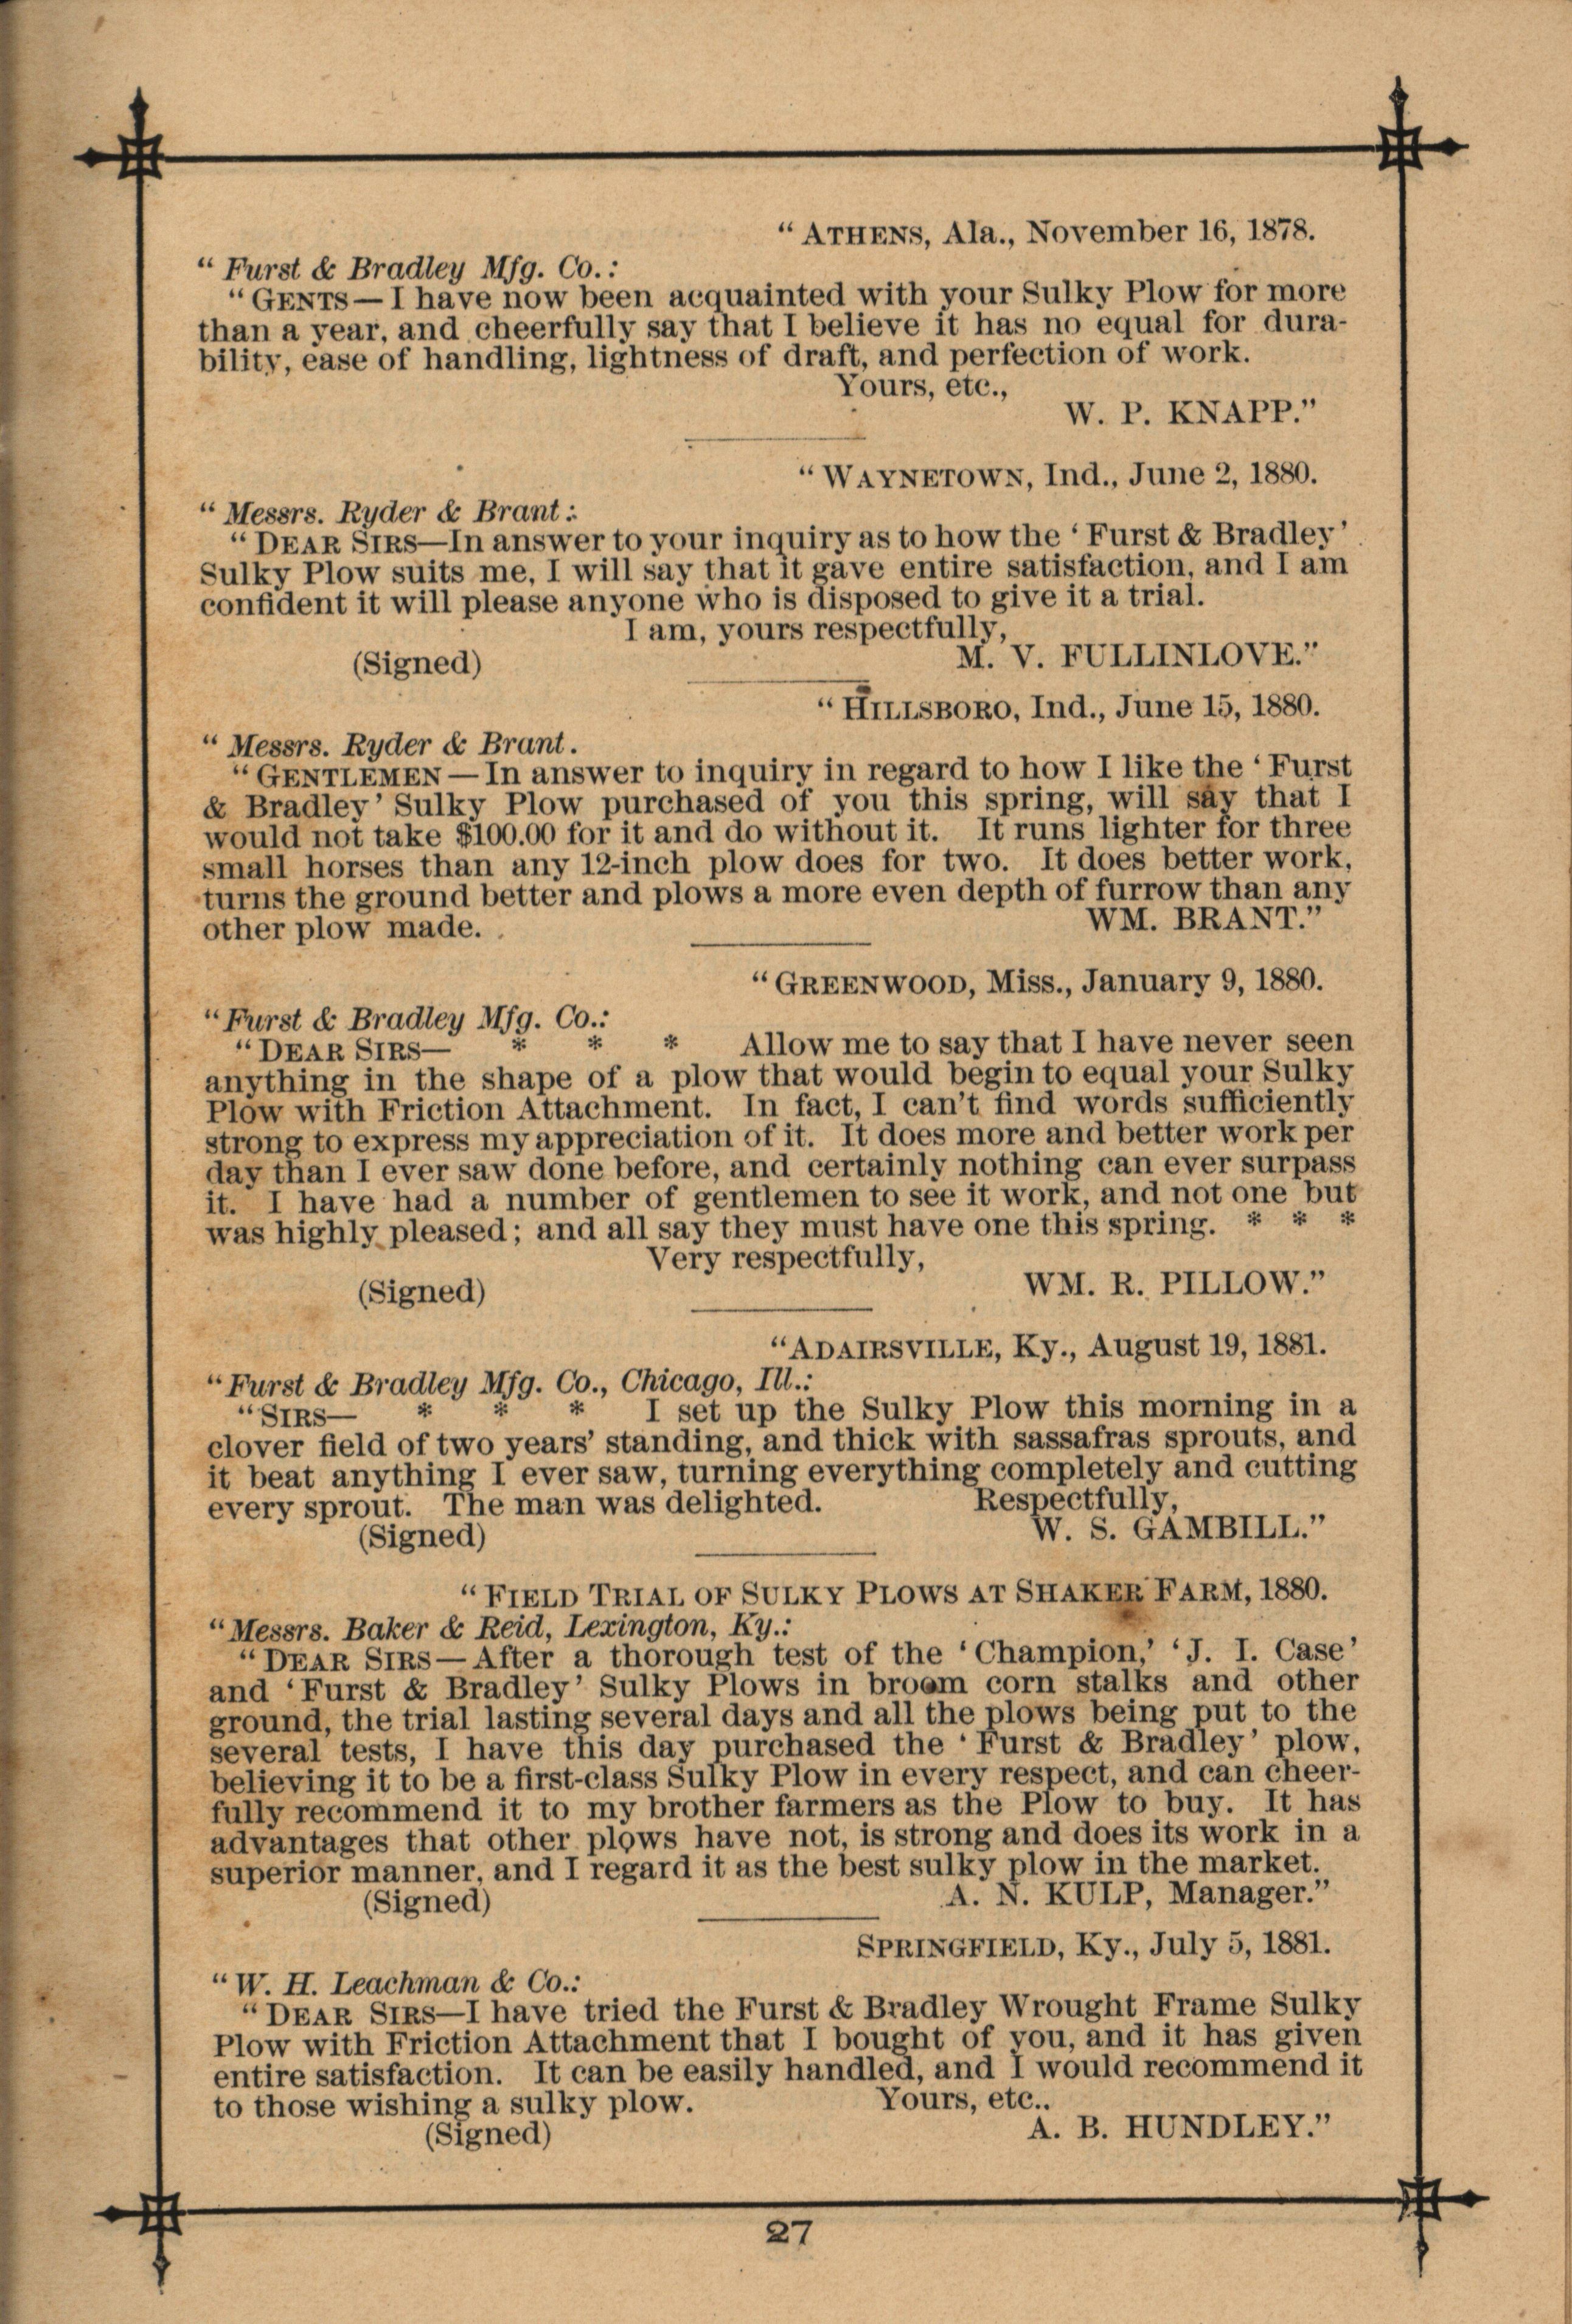 “ ATHENS, Ala., November 16, 1878.
“ Furst & Bradley Mfg. Co.:
“ GENTS — I have now been acquainted with your Sulky Plow for more
than a year, and cheerfully say that I believe it has no equal for dura-
bility, ease of handling, lightness of draft, and perfection of work.
Yours, etc.,
W. P. KNAPP.”
“ WAYNETOWN, Ind., June 2, 1880.
“ Messrs. Ryder & Brant:
“ DEAR SIRS—In answer to your inquiry as to how the ‘ Furst & Bradley ’
Sulky Plow suits me, I will say that it gave entire satisfaction, and I am
confident it will please anyone who is disposed to give it a trial.
I am, yours respectfully,
(Signed) M. V. FULLINLOVE.”
“ HILLSBORO, Ind., June 15, 1880.
“ Messrs. Ryder & Brant.
“ GENTLEMEN — In answer to inquiry in regard to how I like the ‘ Furst
& Bradley ’ Sulky Plow purchased of you this spring, will say that I
would not take $100.00 for it and do without it. It runs lighter for three
small horses than any 12-inch plow does for two. It does better work,
turns the ground better and plows a more even depth of furrow than any
other plow made. WM. BRANT.”
“ GREENWOOD, Miss., January 9, 1880.
“ Furst & Bradley Mfg. Co.:
“ DEAR SIRS— * * * Allow me to say that I have never seen
anything in the shape of a plow that would begin to equal your Sulky
Plow with Friction Attachment. In fact, I can’t find words sufficiently
strong to express my appreciation of it. It does more and better work per
day than I ever saw done before, and certainly nothing can ever surpass
it. I have had a number of gentlemen to see it work, and not one but
was highly pleased; and all say they must have one this spring. * * *
Very respectfully,
(Signed) WM. R. PILLOW.”
“ ADAIRSVILLE, Ky., August 19, 1881.
“ Furst & Bradley Mfg. Co., Chicago, Ill.:
“ SIRS— * * * I set up the Sulky Plow this morning in a
clover field of two years’ standing, and thick with sassafras sprouts, and
it beat anything I ever saw, turning everything completely and cutting
every sprout. The man was delighted. Respectfully,
(Signed) W. S. GAMBILL.”
“ FIELD TRIAL OF SULKY PLOWS AT SHAKER FARM, 1880.
“ Messrs. Baker & Reid, Lexington, Ky.:
“ DEAR SIRS — After a thorough test of the ‘ Champion,’ ‘ J. I. Case ’
and ‘ Furst & Bradley ’ Sulky Plows in broom corn stalks and other
ground, the trial lasting several days and all the plows being put to the
several tests, I have this day purchased the ‘ Furst & Bradley ’ plow,
believing it to be a first-class Sulky Plow in every respect, and can cheer-
fully recommend it to my brother farmers as the Plow to buy. It has
advantages that other plows have not, is strong and does its work in a
superior manner, and I regard it as the best sulky plow in the market.
(Signed) A. N. KULP, Manager.”
SPRINGFIELD, Ky., July 5, 1881.
“ W. H. Leachman & Co.:
“ DEAR SIRS—I have tried the Furst & Bradley Wrought Frame Sulky
Plow with Friction Attachment that I bought of you, and it has given
entire satisfaction. It can be easily handled, and I would recommend it
to those wishing a sulky plow. Yours, etc..
(Signed) A. B. HUNDLEY.”
27